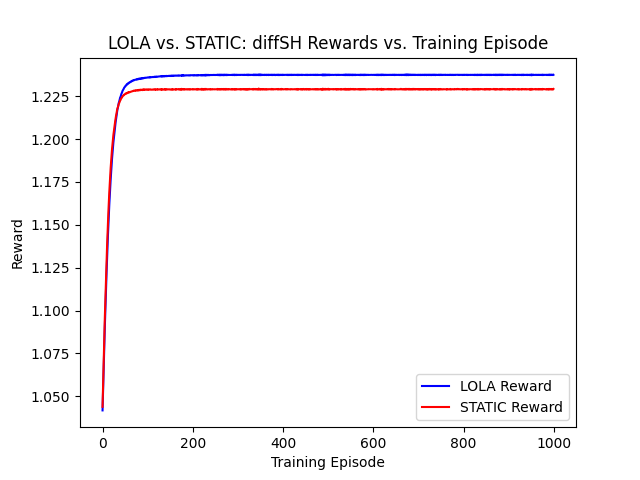 LOLA vs. STATIC: diffSH Rewards vs. Training Episode
Reward
1.225
1.200
1.175
1.150
1.125
1.100
1.075
1.050
LOLA Reward
STATIC Reward
0
200
400
600
800
1000
Training Episode